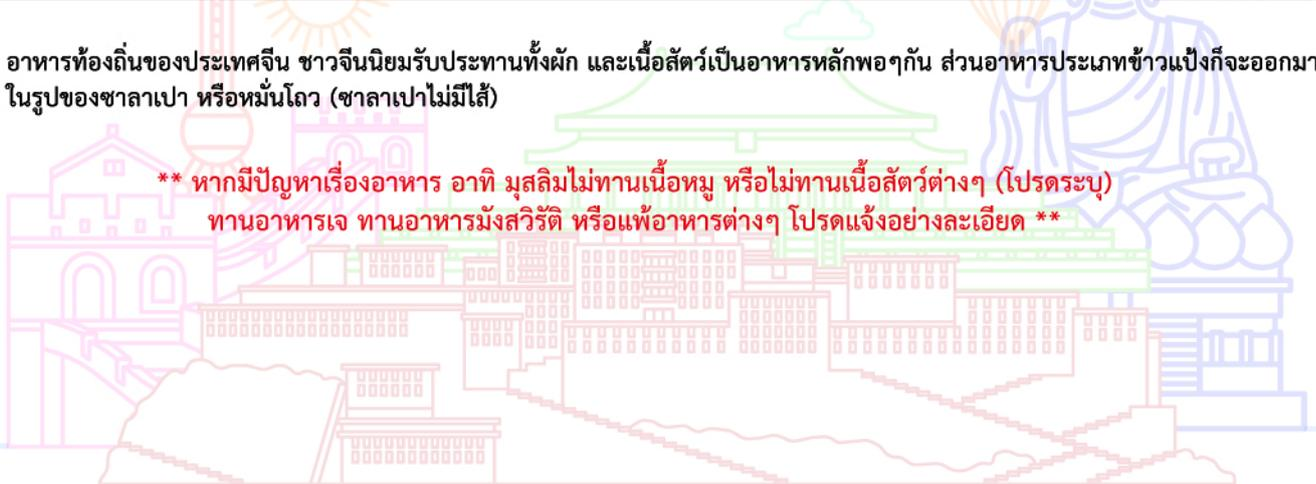 อาหารท้องถิ่นของประเทศจีน ชาวจีนนิยมรับประทานทั้งผัก และเนื้อสัตว์เป็นอาหารหลักพอๆกัน ส่วนอาหารประเภทข้าวแป้งก็จะออกมา
ในรูปของซาลาเปา หรือหมั่นโถว (ซาลาเปาไม่มีไส้)
** หากมีปัญหาเรื่องอาหาร อาทิ มุสลิมไม่ทานเนื้อหมู หรือไม่ทานเนื้อสัตว์ต่างๆ (โปรดระบุ)
ทานอาหารเจ ทานอาหารมังสวิรัติ หรือแพ้อาหารต่างๆ โปรดแจ้งอย่างละเอียด **